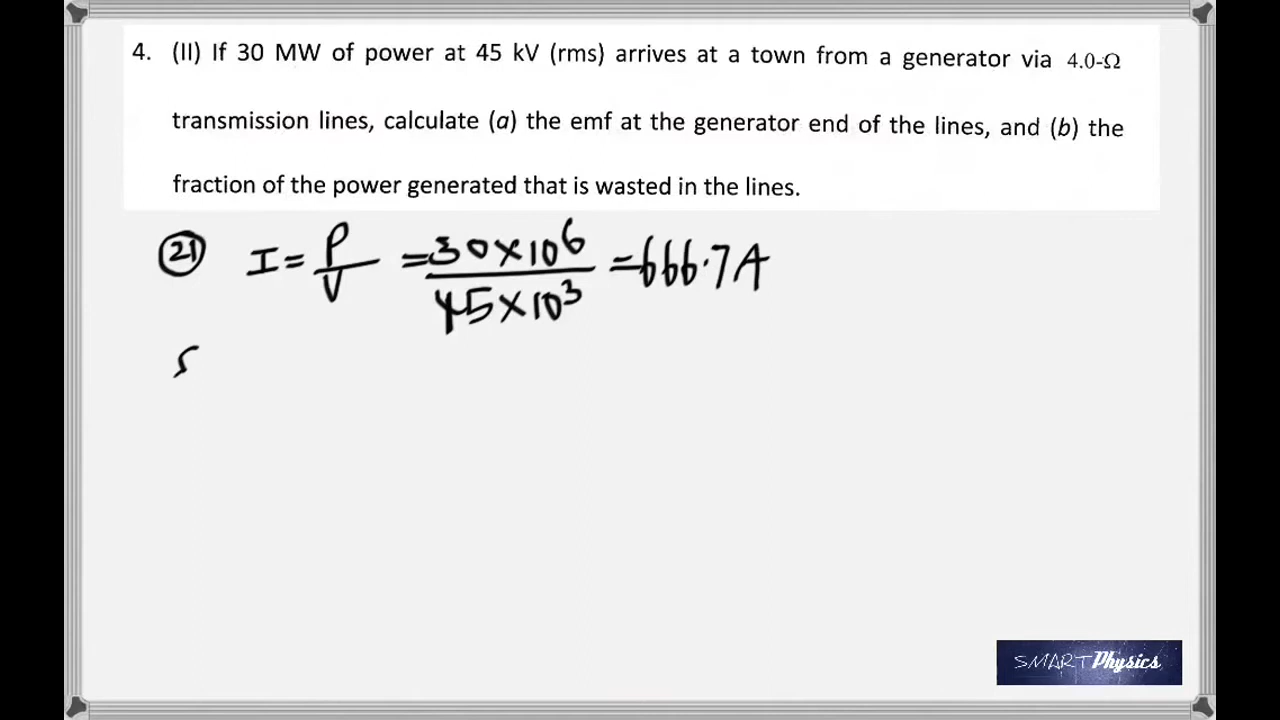 4. (II) If 30 MW of power at 45 kV (rms) arrives at a town from a generator via 4.0-Ω
transmission lines, calculate (a) the emf at the generator end of the lines, and (b) the
fraction of the power generated that is wasted in the lines.
21 I = P/V = 30×10^6 / 45×10^3 = 666.7A
SMART Physics